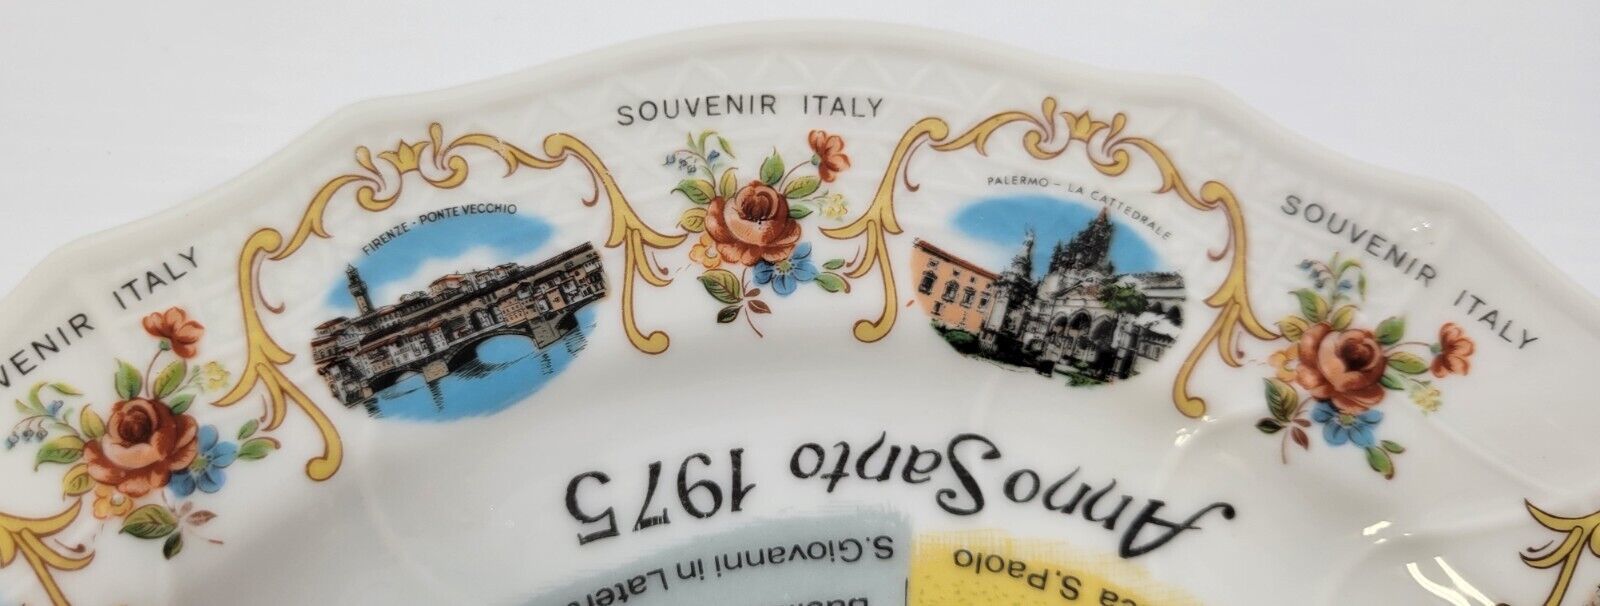 SOUVENIR ITALY
PALERMO - LA CATTEDRALE
FIRENZE - PONTE VECCHIO
SOUVENIR ITALY
VENIR ITALY
Anno Santo 1975
S. Paolo
S. Giovanni in Later